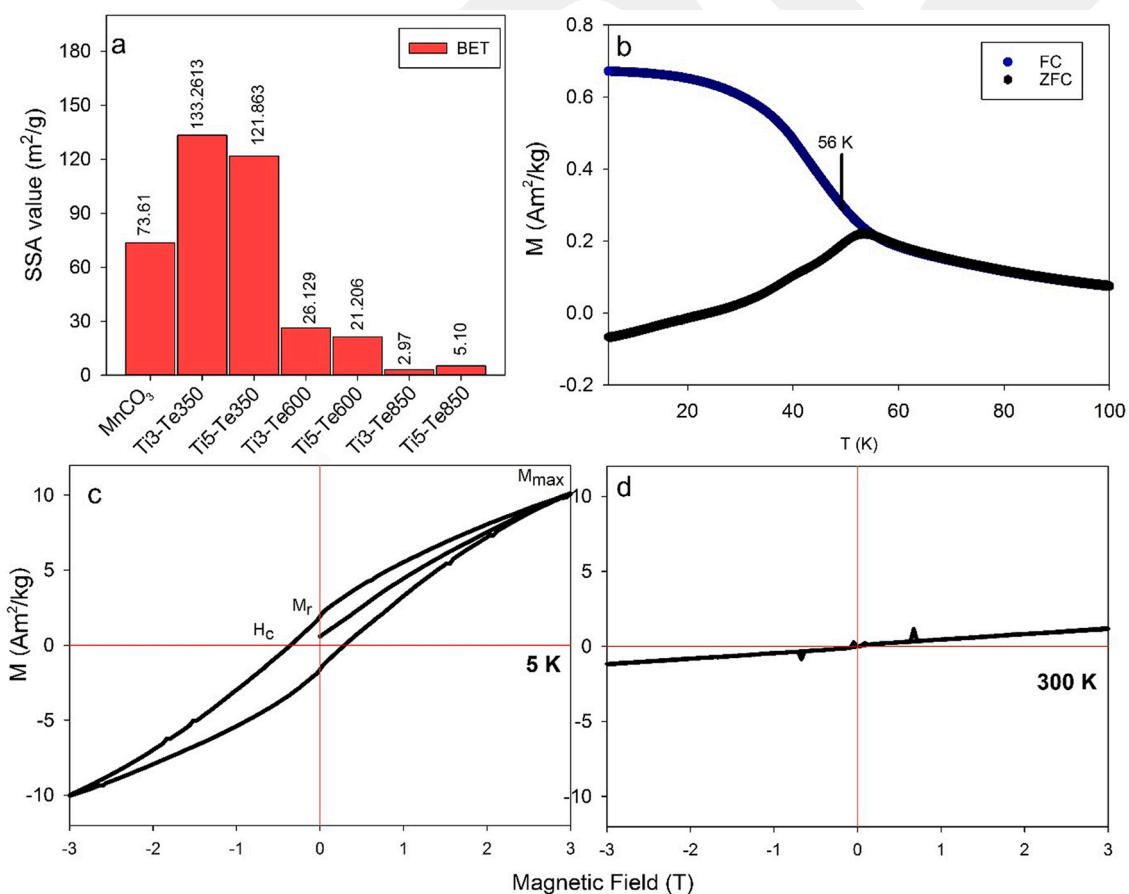 a
BET
SSA value (m²/g)
180
150
120
90
60
30
0
73.61
133.2613
121.863
26.129
21.206
2.97
5.10
MnCO₃
Ti3-Te350
Ti5-Te350
Ti3-Te600
Ti5-Te600
Ti3-Te850
Ti5-Te850
b
FC
ZFC
M (Am²/kg)
0.8
0.6
0.4
0.2
0.0
-0.2
56 K
20
40
60
80
100
T (K)
c
M (Am²/kg)
10
5
0
-5
-10
Mmax
Mr
Hc
5 K
-3
-2
-1
0
1
2
3
d
10
5
0
-5
-10
300 K
-3
-2
-1
0
1
2
3
Magnetic Field (T)